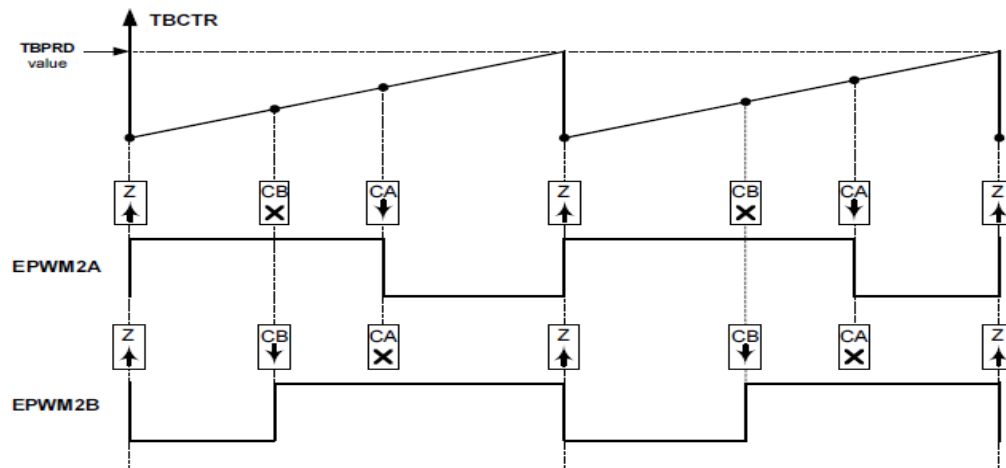 TBCTR
TBPRD
value
Z CB CA Z CB CA Z
EPWM2A
Z CB CA Z CB CA Z
EPWM2B